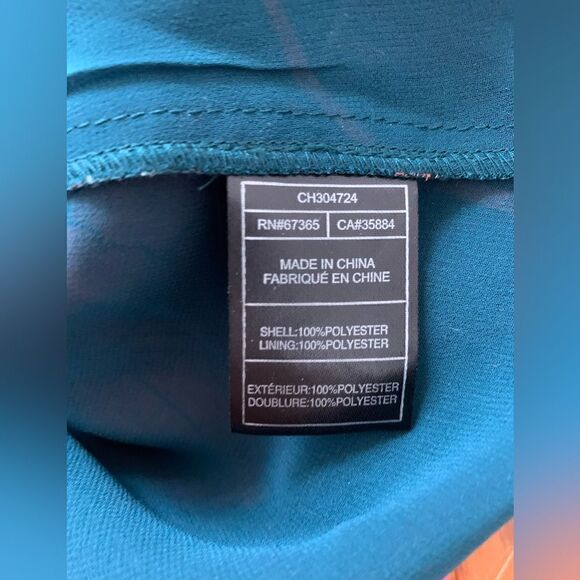 CH304724
RN#67365 CA#35884
MADE IN CHINA
FABRIQUÉ EN CHINE
SHELL:100%POLYESTER
LINING:100%POLYESTER
EXTÉRIEUR:100%POLYESTER
DOUBLURE:100%POLYESTER